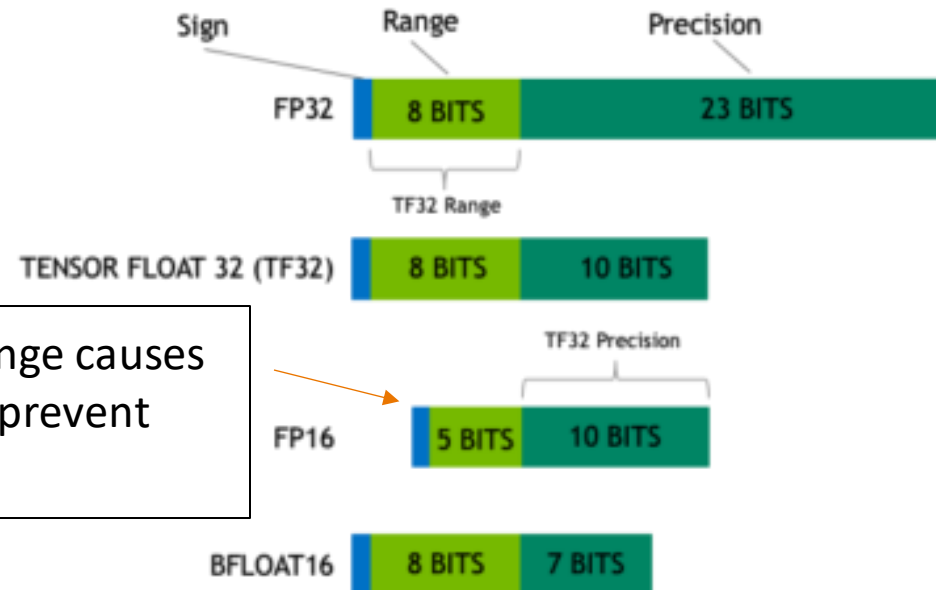 Sign Range Precision
FP32 8 BITS 23 BITS
TF32 Range
TENSOR FLOAT 32 (TF32) 8 BITS 10 BITS
TF32 Precision
nge causes
prevent
FP16 5 BITS 10 BITS
BFLOAT16 8 BITS 7 BITS